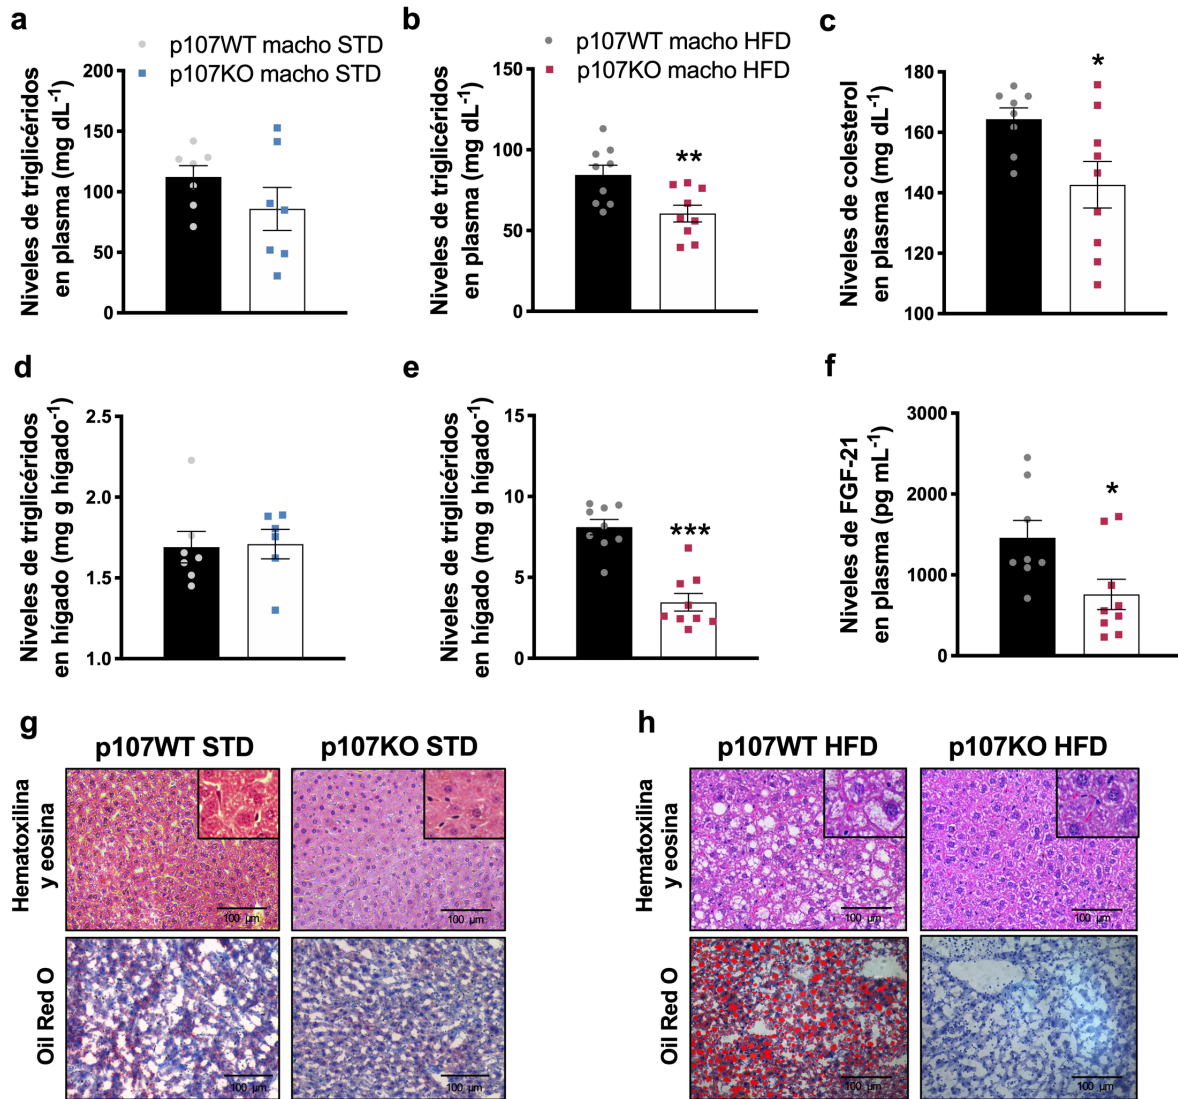 a
p107WT macho STD
p107KO macho STD
Niveles de triglicéridos
en plasma (mg dL⁻¹)
200
150
100
50
0
b
p107WT macho HFD
p107KO macho HFD
Niveles de triglicéridos
en plasma (mg dL⁻¹)
150
100
50
0
**
c
Niveles de colesterol
en plasma (mg dL⁻¹)
180
160
140
120
100
*
d
Niveles de triglicéridos
en hígado (mg g hígado⁻¹)
2.5
2.0
1.5
1.0
e
Niveles de triglicéridos
en hígado (mg g hígado⁻¹)
15
10
5
0
***
f
Niveles de FGF-21
en plasma (pg mL⁻¹)
3000
2000
1000
0
*
g
p107WT STD
p107KO STD
Hematoxilina
y eosina
100 μm
100 μm
Oil Red O
100 μm
100 μm
h
p107WT HFD
p107KO HFD
Hematoxilina
y eosina
100 μm
100 μm
Oil Red O
100 μm
100 μm